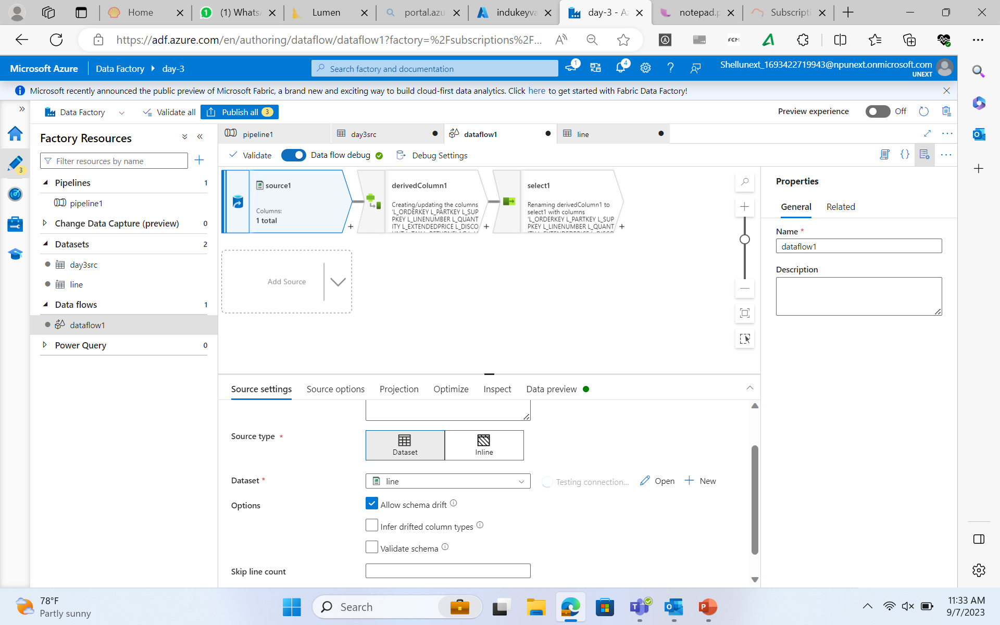 Home
(1) Whats
Lumen
portal.azu
indukeyva
day-3 - Az
notepad.p
Subscripti
https://adf.azure.com/en/authoring/dataflow/dataflow1?factory=%2Fsubscriptions%2F...
Microsoft Azure
Data Factory
day-3
Search factory and documentation
1
4
Shellunext_1693422719943@npunext.onmicrosoft.com
UNEXT
Microsoft recently announced the public preview of Microsoft Fabric, a brand new and exciting way to build cloud-first data analytics. Click here to get started with Fabric Data Factory!
Data Factory
Validate all
Publish all 3
Preview experience
Off
Factory Resources
Filter resources by name
3
Pipelines 1
pipeline1
Change Data Capture (preview) 0
Datasets 2
day3src
line
Data flows 1
dataflow1
Power Query 0
pipeline1
day3src
dataflow1
line
Validate
Data flow debug
Debug Settings
source1
Columns:
1 total
derivedColumn1
Creating/updating the columns
'L_ORDERKEY L_PARTKEY L_SUP
PKEY L_LINENUMBER L_QUANT
ITY L_EXTENDEDPRICE L_DISCO
select1
Renaming derivedColumn1 to
select1 with columns
'L_ORDERKEY L_PARTKEY L_SUP
PKEY L_LINENUMBER L_QUANT
ITY L_EXTENDEDPRICE L_DISCO
Add Source
Properties
General
Related
Name *
dataflow1
Description
Source settings
Source options
Projection
Optimize
Inspect
Data preview
Source type *
Dataset
Inline
Dataset *
line
Testing connection...
Open
New
Options
Allow schema drift
Infer drifted column types
Validate schema
Skip line count
78°F
Partly sunny
Search
11:33 AM
9/7/2023